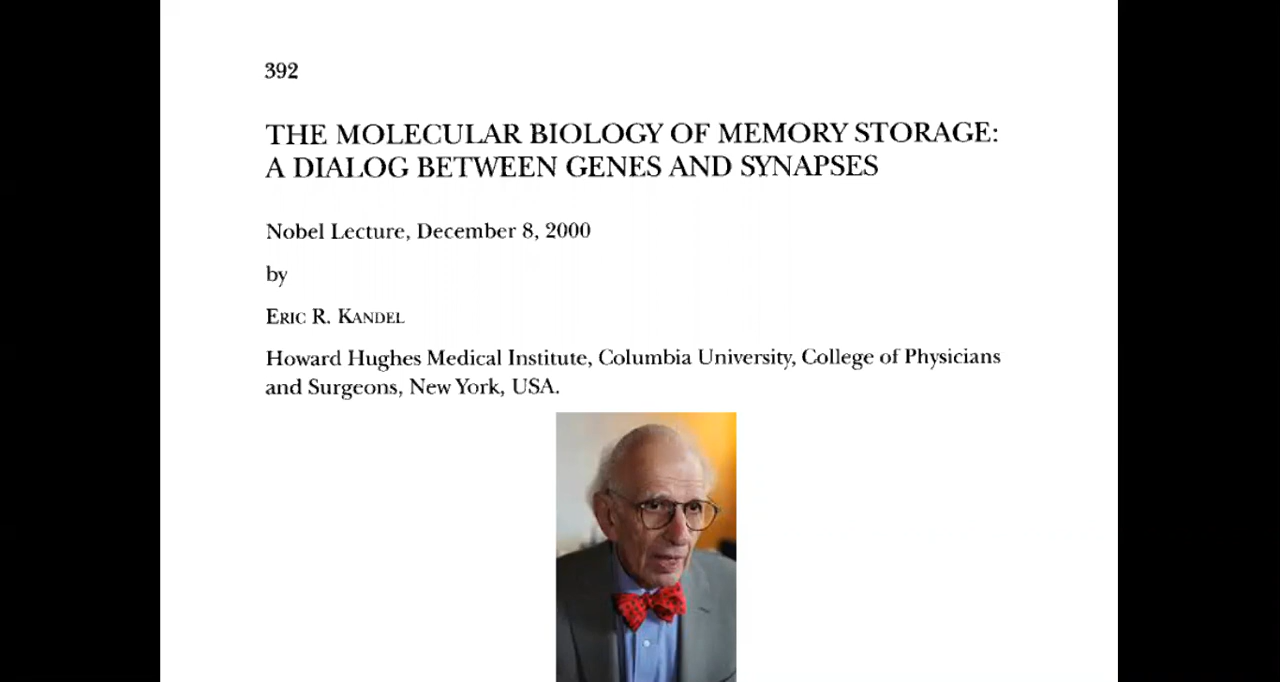 392
THE MOLECULAR BIOLOGY OF MEMORY STORAGE:
A DIALOG BETWEEN GENES AND SYNAPSES
Nobel Lecture, December 8, 2000
by
ERIC R. KANDEL
Howard Hughes Medical Institute, Columbia University, College of Physicians
and Surgeons, New York, USA.